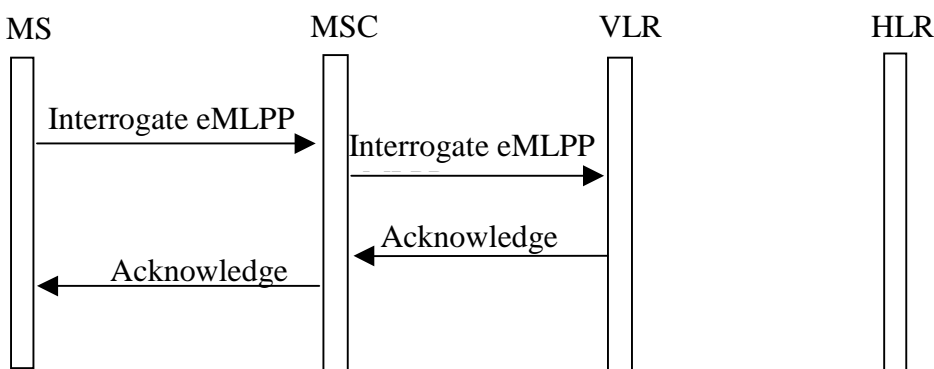 MS MSC VLR HLR
Interrogate eMLPP
Interrogate eMLPP
Acknowledge
Acknowledge